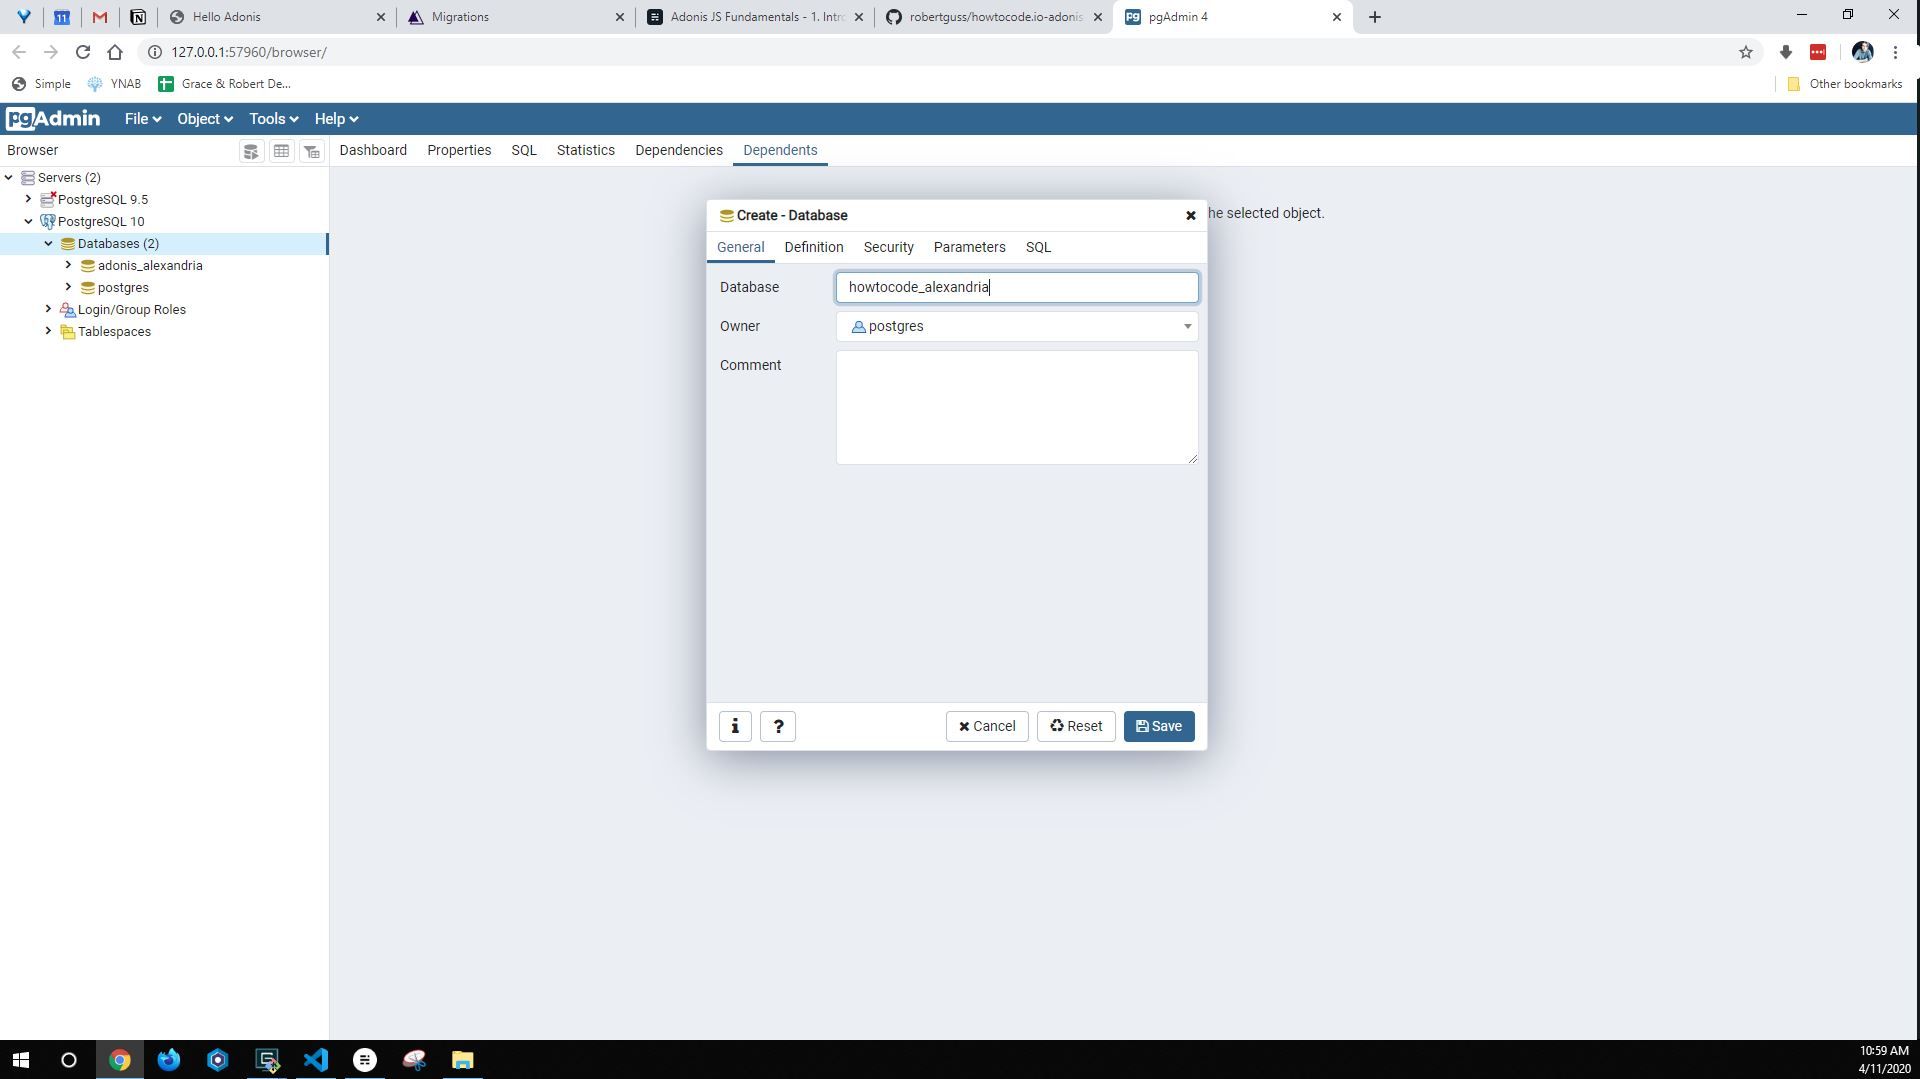 11
Hello Adonis
Migrations
Adonis JS Fundamentals - 1. Intro
robertguss/howtocode.io-adonis
pgAdmin 4
127.0.0.1:57960/browser/
Simple
YNAB
Grace & Robert De...
Other bookmarks
pgAdmin
File
Object
Tools
Help
Browser
Dashboard
Properties
SQL
Statistics
Dependencies
Dependents
Servers (2)
PostgreSQL 9.5
PostgreSQL 10
Databases (2)
adonis_alexandria
postgres
Login/Group Roles
Tablespaces
he selected object.
Create - Database
General
Definition
Security
Parameters
SQL
Database
howtocode_alexandria
Owner
postgres
Comment
i
?
Cancel
Reset
Save
10:59 AM
4/11/2020